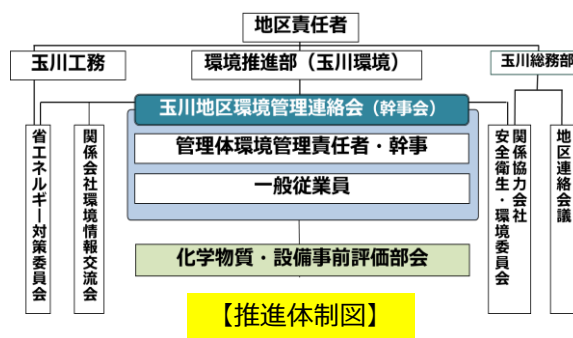 地区責任者
玉川工務
環境推進部（玉川環境）
玉川総務部
玉川地区環境管理連絡会（幹事会）
管理体環境管理責任者・幹事
一般従業員
化学物質・設備事前評価部会
省エネルギー対策委員会
関係会社環境情報交流会
関係協力会社
安全衛生・環境委員会
地区連絡会議
【推進体制図】